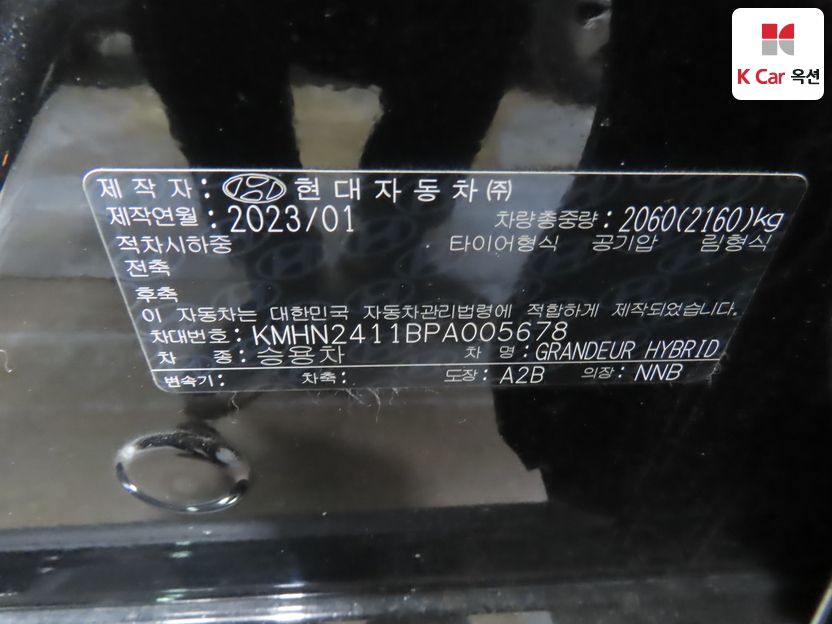 K Car 옥션
제 작 자 : 현 대 자 동 차 ㈜
제작연월 : 2023/01 차량총중량 : 2060(2160)kg
적차시하중 타이어형식 공기압 림형식
전축
후축
이 자동차는 대한민국 자동차관리법령에 적합하게 제작되었습니다.
차대번호 : KMHN2411BPA005678
차 종 : 승용차 차 명 : GRANDEUR HYBRID
변속기 : 차축 : 도장 : A2B 의장 : NNB